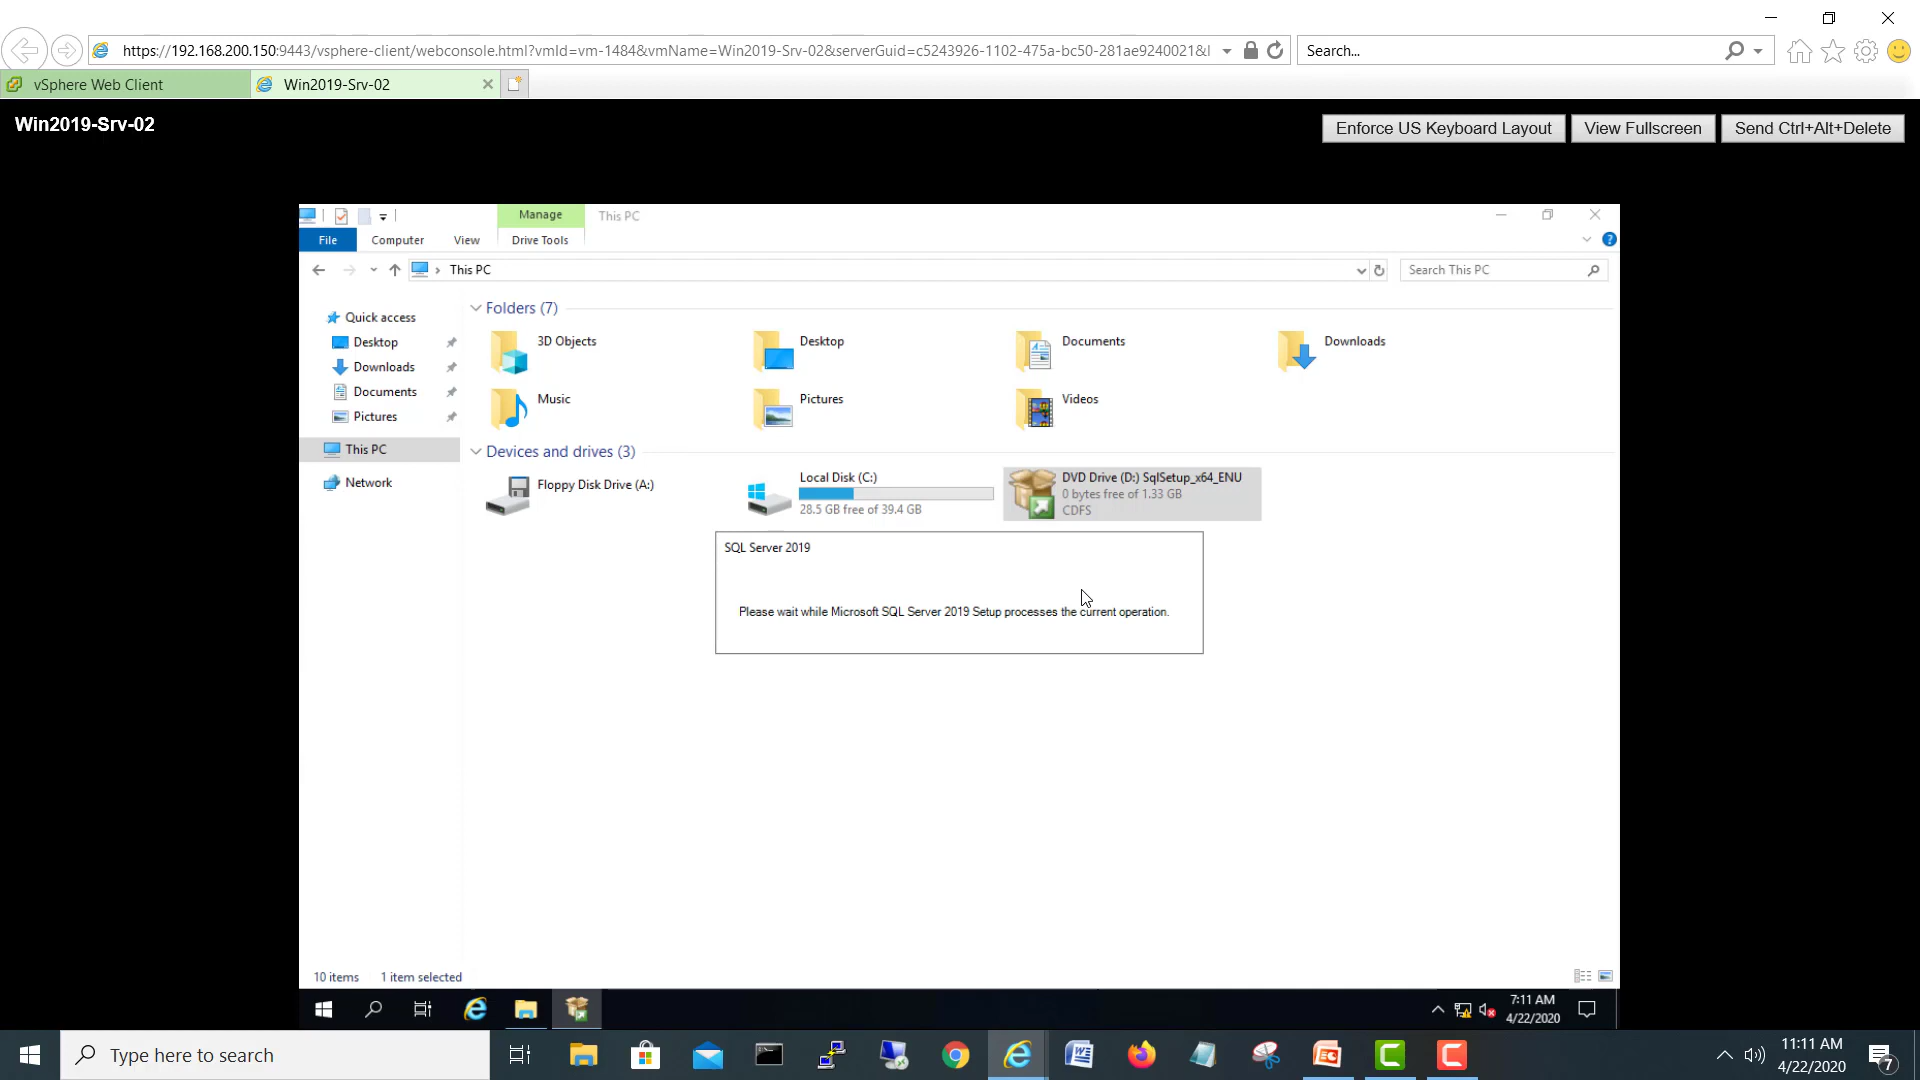 https://192.168.200.150:9443/vsphere-client/webconsole.html?vmId=vm-1484&vmName=Win2019-Srv-02&serverGuid=c5243926-1102-475a-bc50-281ae9240021&l
Search...
vSphere Web Client
Win2019-Srv-02
Win2019-Srv-02
Enforce US Keyboard Layout
View Fullscreen
Send Ctrl+Alt+Delete
Manage
This PC
File
Computer
View
Drive Tools
This PC
Search This PC
Quick access
Desktop
Downloads
Documents
Pictures
This PC
Network
Folders (7)
3D Objects
Desktop
Documents
Downloads
Music
Pictures
Videos
Devices and drives (3)
Floppy Disk Drive (A:)
Local Disk (C:)
28.5 GB free of 39.4 GB
DVD Drive (D:) SqlSetup_x64_ENU
0 bytes free of 1.33 GB
CDFS
SQL Server 2019
Please wait while Microsoft SQL Server 2019 Setup processes the current operation.
10 items
1 item selected
7:11 AM
4/22/2020
Type here to search
11:11 AM
4/22/2020
7